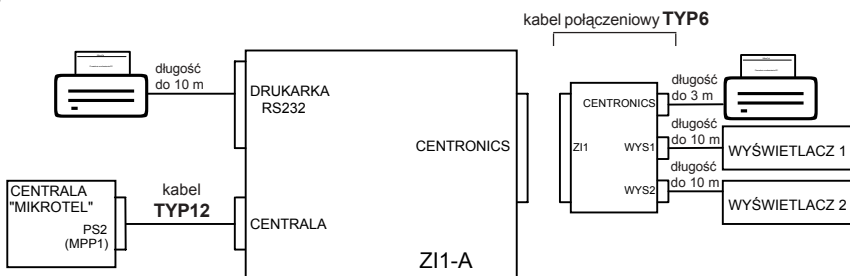 kabel połączeniowy TYP6
długość
do 10 m
DRUKARKA
RS232
CENTRONICS
długość
do 3 m
CENTRONICS
ZI1
WYS1
długość
do 10 m
WYŚWIETLACZ 1
WYS2
długość
do 10 m
WYŚWIETLACZ 2
CENTRALA
"MIKROTEL"
PS2
(MPP1)
kabel
TYP12
CENTRALA
ZI1-A